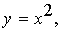 y = x²,